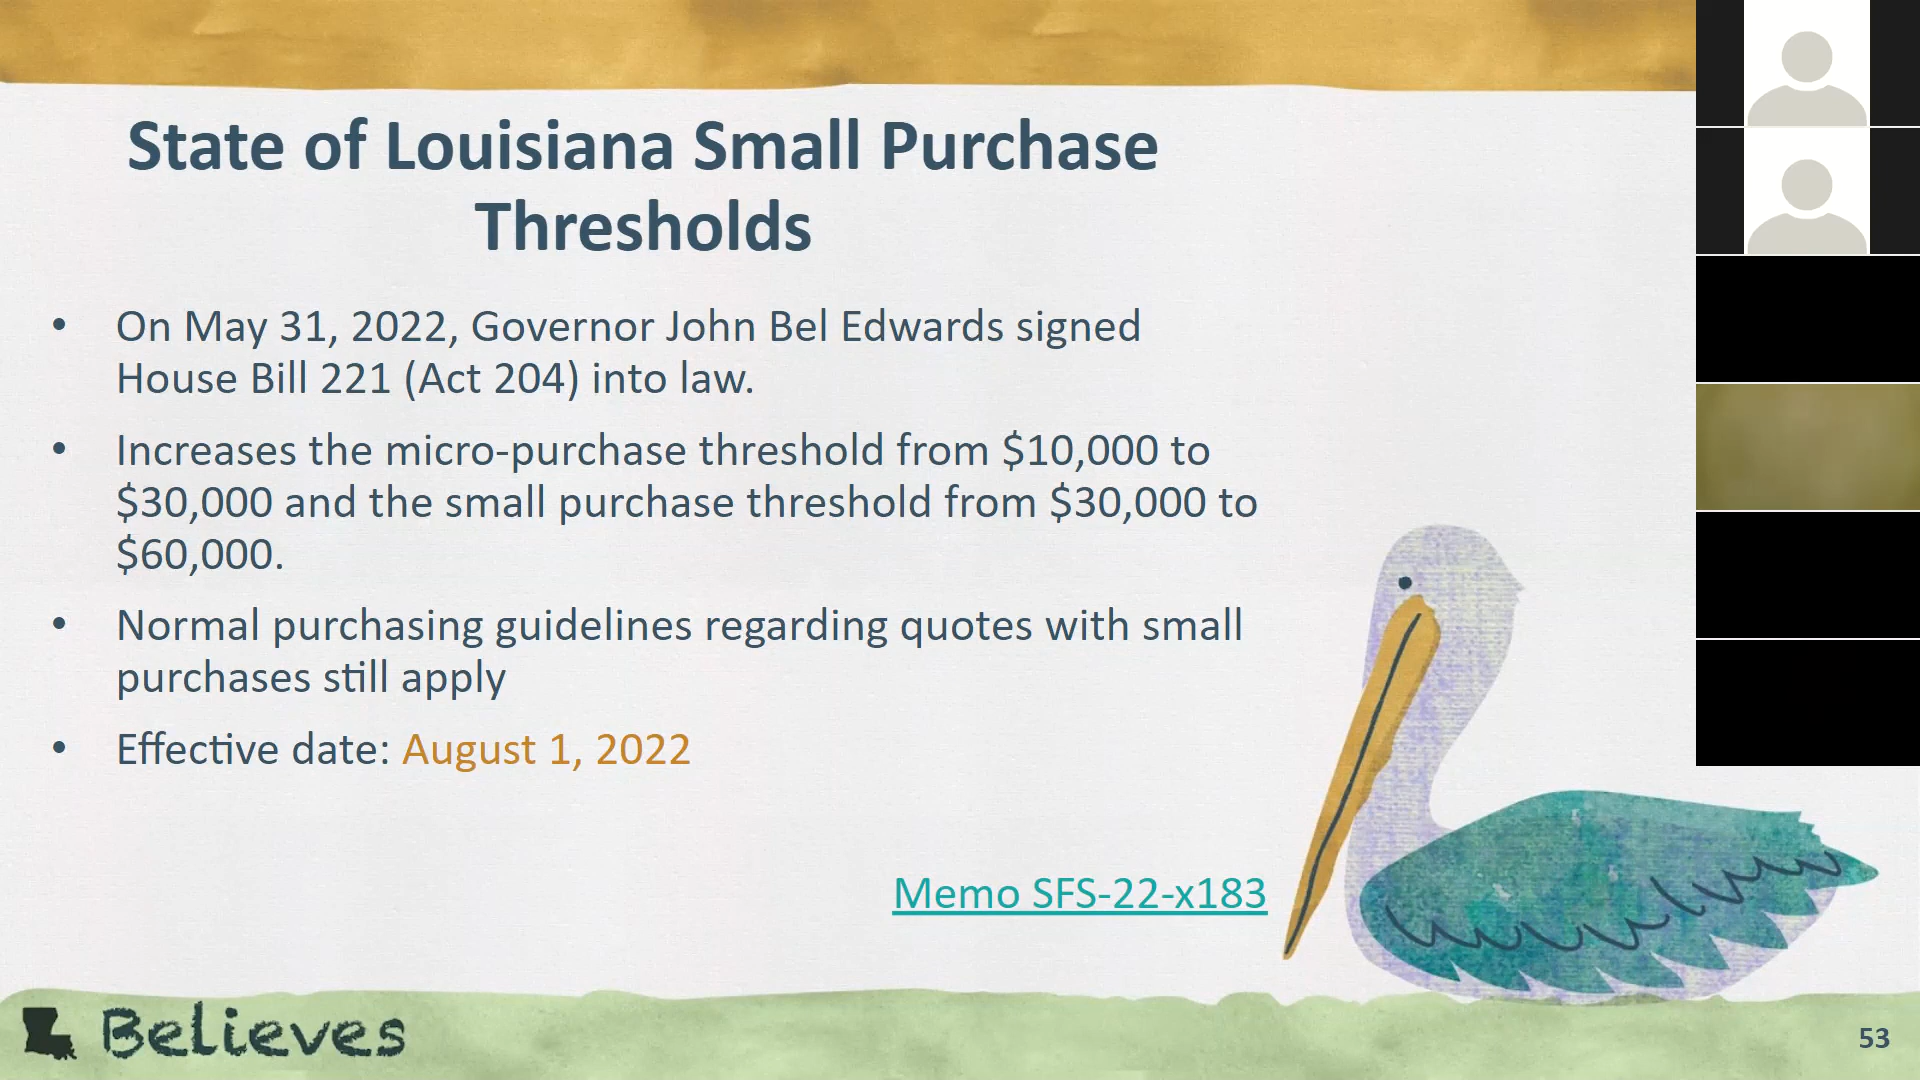 State of Louisiana Small Purchase
Thresholds
• On May 31, 2022, Governor John Bel Edwards signed
House Bill 221 (Act 204) into law.
• Increases the micro-purchase threshold from $10,000 to
$30,000 and the small purchase threshold from $30,000 to
$60,000.
• Normal purchasing guidelines regarding quotes with small
purchases still apply
• Effective date: August 1, 2022
Memo SFS-22-x183
Believes
53